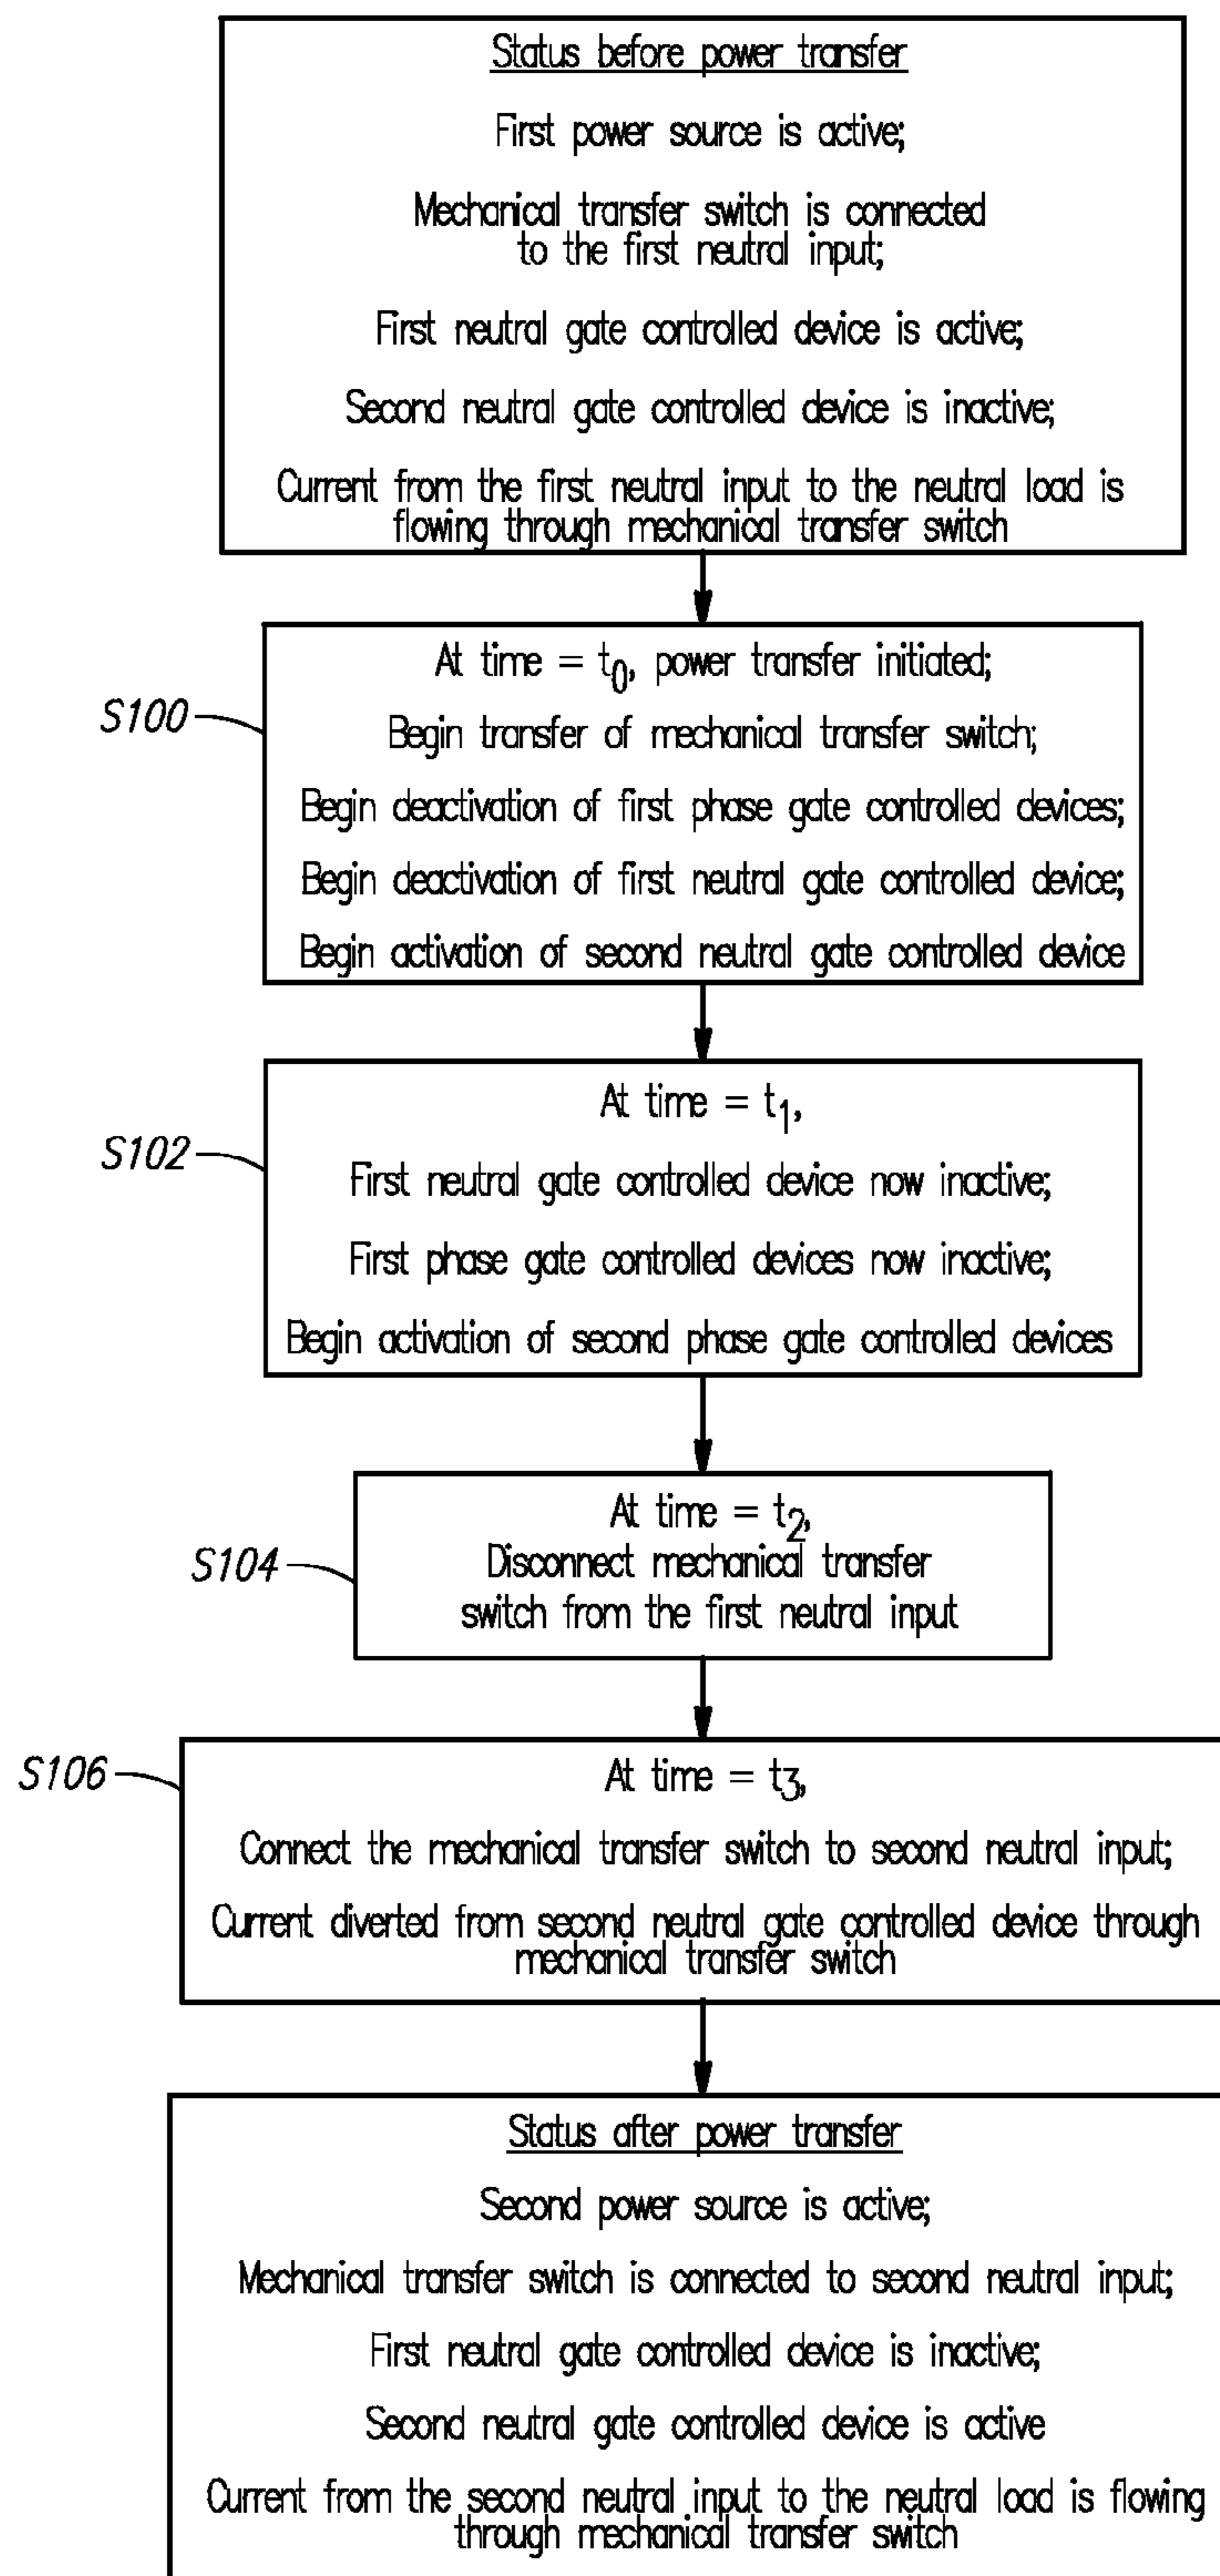 Status before power transfer
First power source is active;
Mechanical transfer switch is connected
to the first neutral input;
First neutral gate controlled device is active;
Second neutral gate controlled device is inactive;
Current from the first neutral input to the neutral load is
flowing through mechanical transfer switch
S100
At time = t0, power transfer initiated;
Begin transfer of mechanical transfer switch;
Begin deactivation of first phase gate controlled devices;
Begin deactivation of first neutral gate controlled device;
Begin activation of second neutral gate controlled device
S102
At time = t1,
First neutral gate controlled device now inactive;
First phase gate controlled devices now inactive;
Begin activation of second phase gate controlled devices
S104
At time = t2,
Disconnect mechanical transfer
switch from the first neutral input
S106
At time = t3,
Connect the mechanical transfer switch to second neutral input;
Current diverted from second neutral gate controlled device through
mechanical transfer switch
Status after power transfer
Second power source is active;
Mechanical transfer switch is connected to second neutral input;
First neutral gate controlled device is inactive;
Second neutral gate controlled device is active
Current from the second neutral input to the neutral load is flowing
through mechanical transfer switch